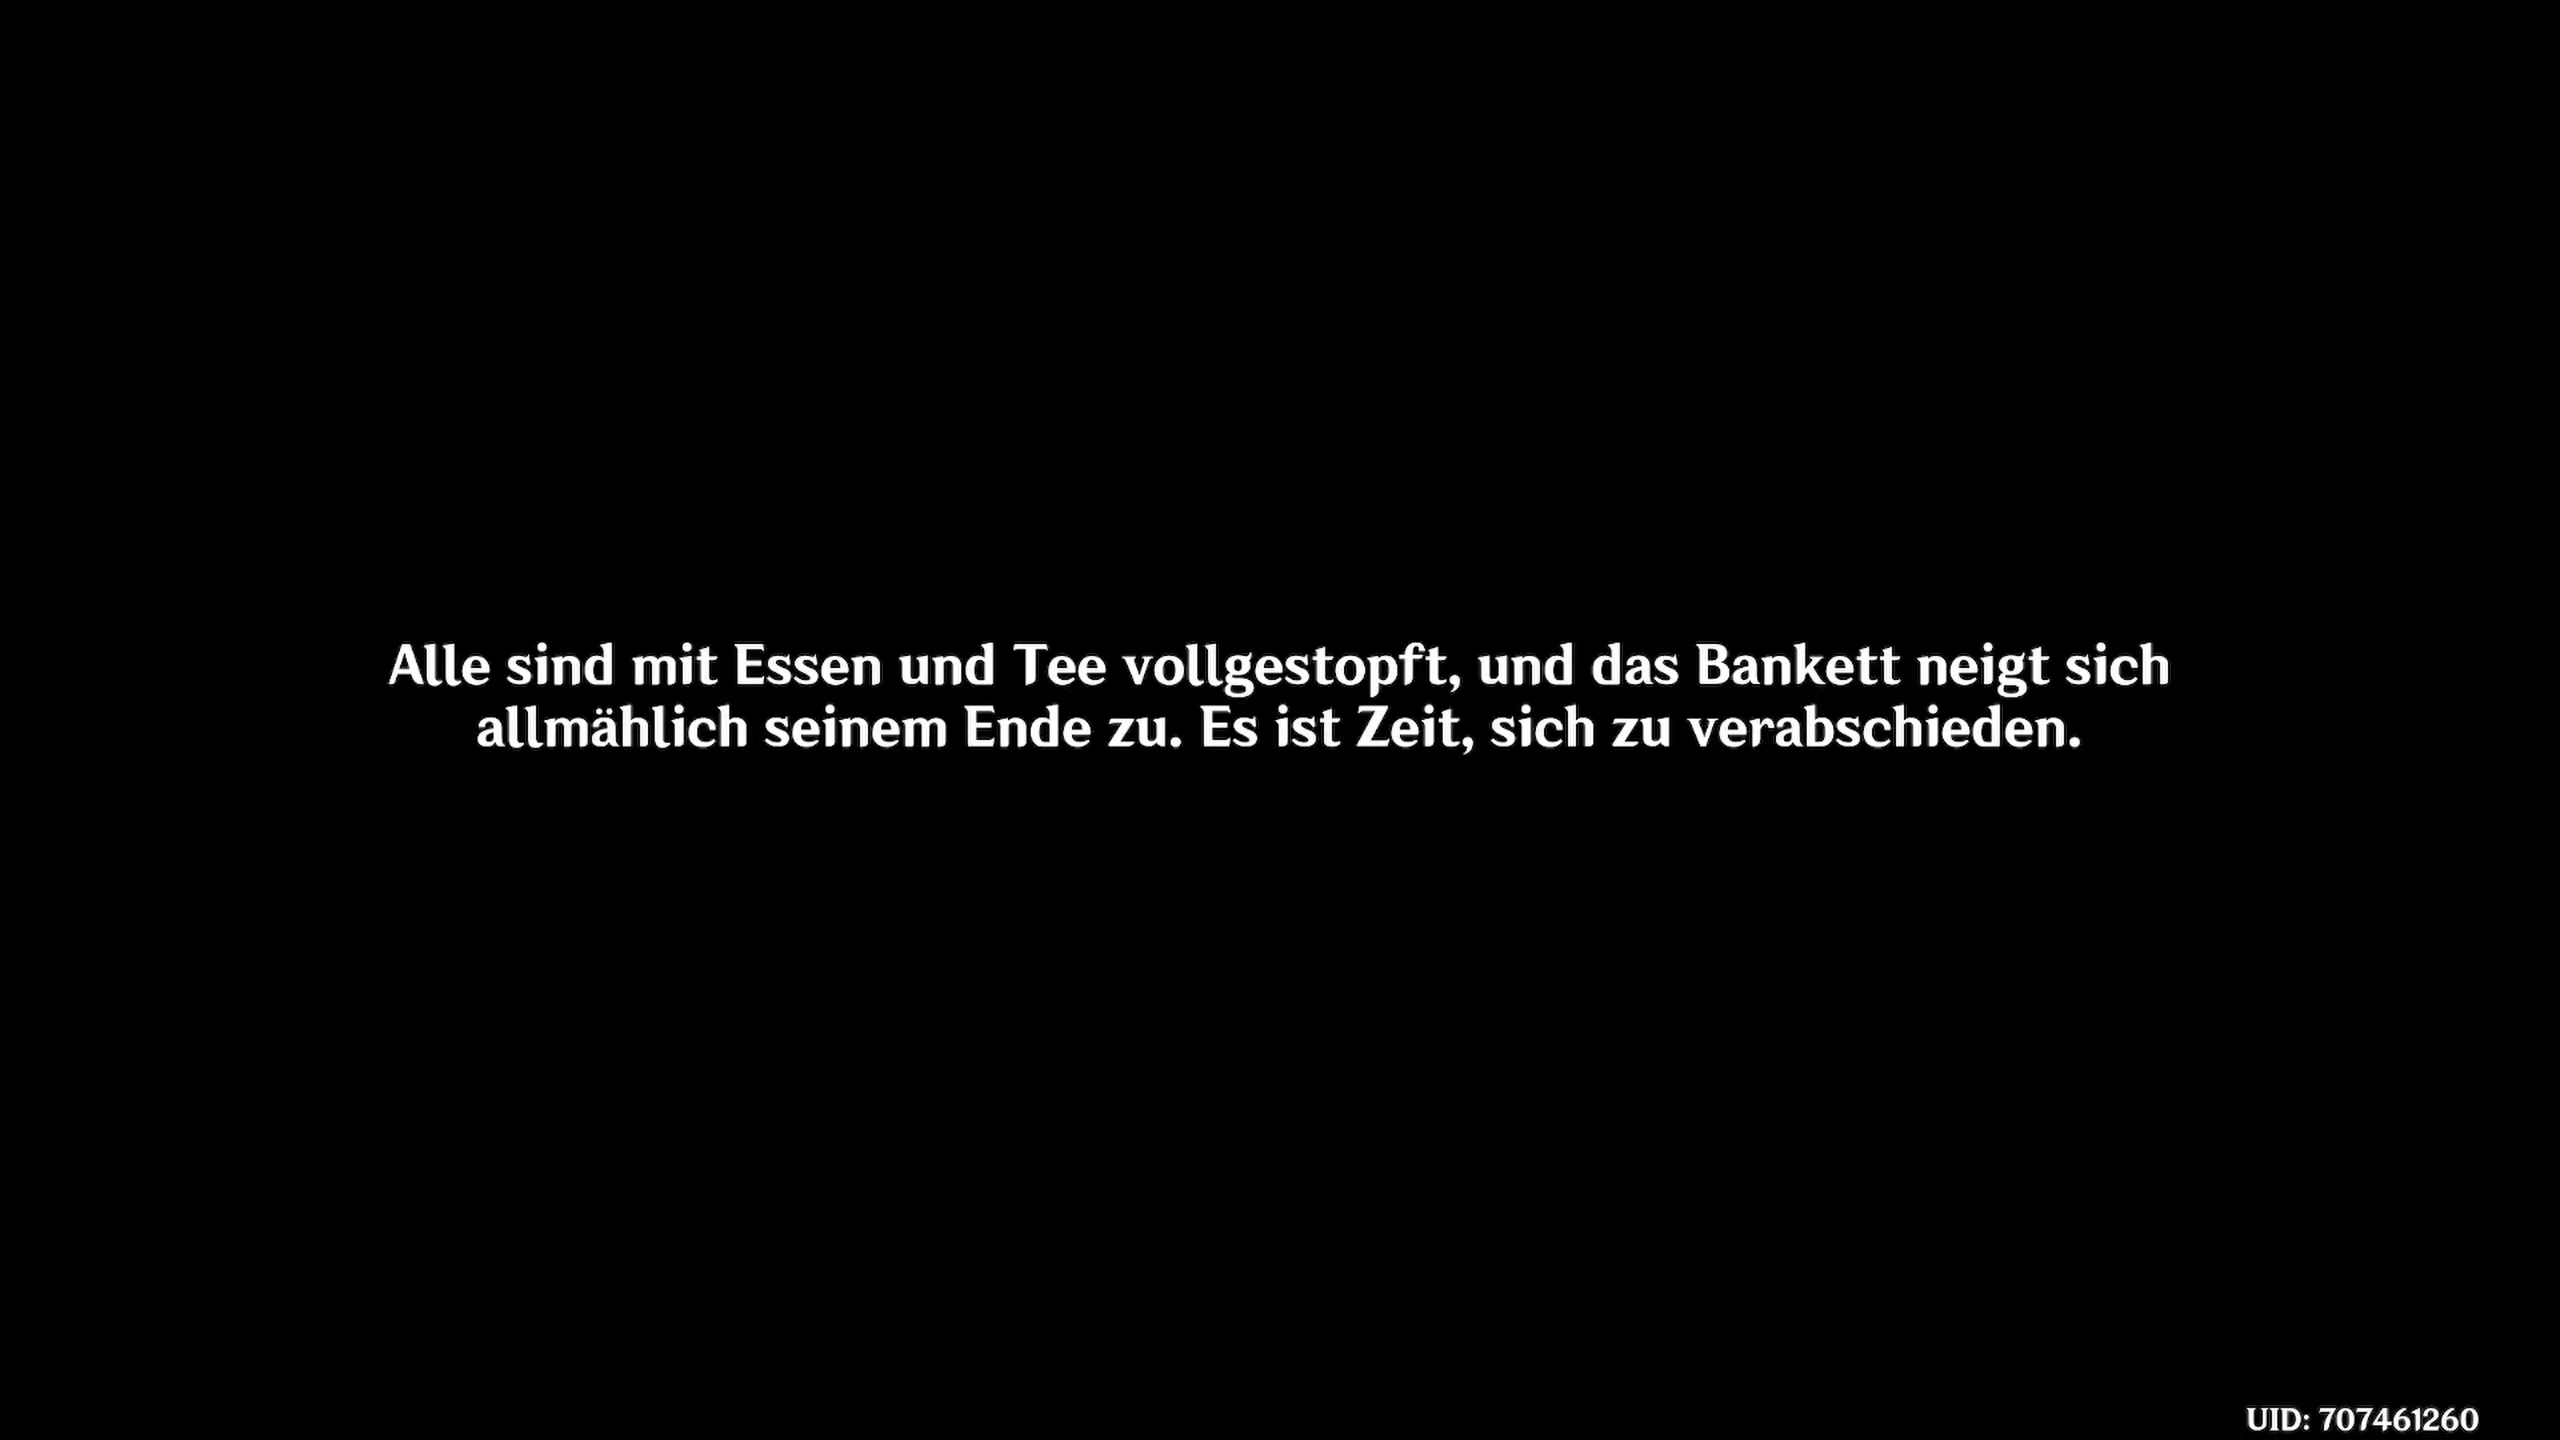 Alle sind mit Essen und Tee vollgestopft, und das Bankett neigt sich
allmählich seinem Ende zu. Es ist Zeit, sich zu verabschieden.
UID: 707461260